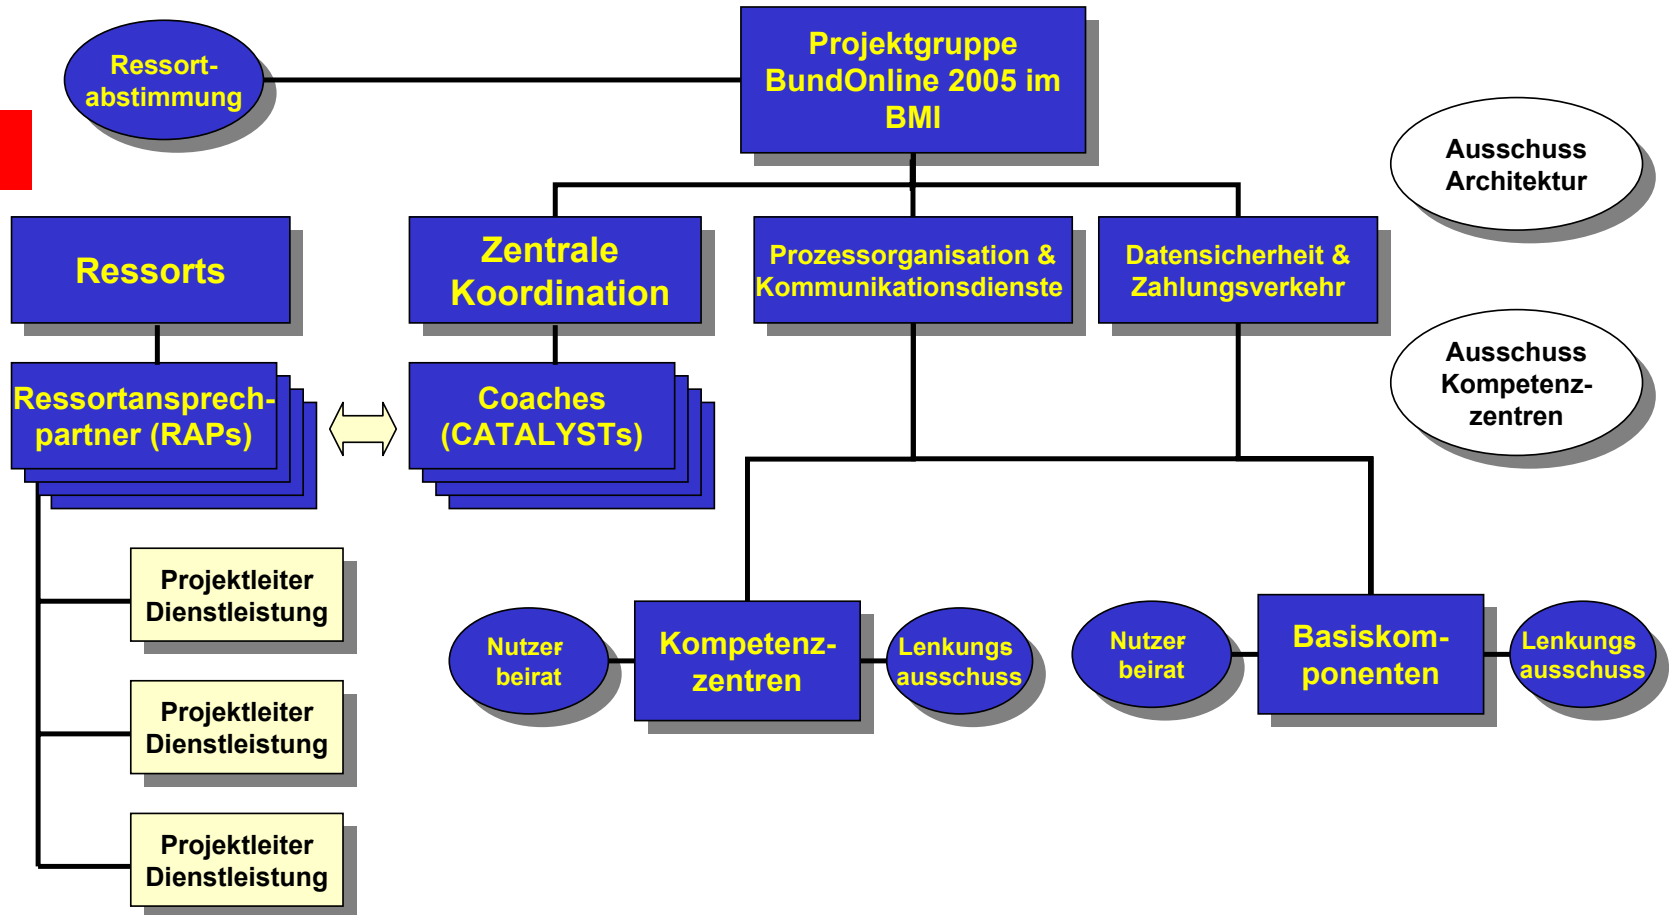 Ressort-
abstimmung
Projektgruppe
BundOnline 2005 im
BMI
Ausschuss
Architektur
Ressorts
Zentrale
Koordination
Prozessorganisation &
Kommunikationsdienste
Datensicherheit &
Zahlungsverkehr
Ausschuss
Kompetenz-
zentren
Ressortansprech-
partner (RAPs)
Coaches
(CATALYSTs)
Projektleiter
Dienstleistung
Projektleiter
Dienstleistung
Projektleiter
Dienstleistung
Nutzer-
beirat
Kompetenz-
zentren
Lenkungs
ausschuss
Nutzer-
beirat
Basiskom-
ponenten
Lenkungs
ausschuss